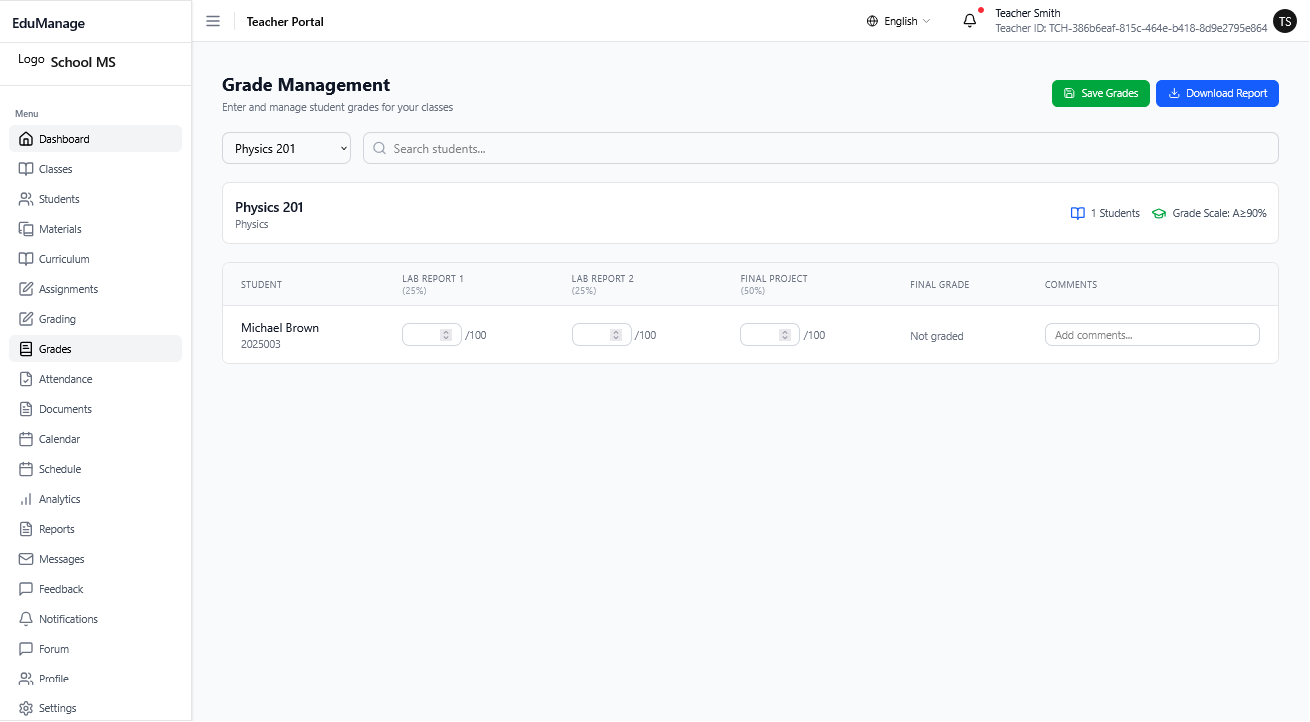 EduManage
Logo School MS
Menu
Dashboard
Classes
Students
Materials
Curriculum
Assignments
Grading
Grades
Attendance
Documents
Calendar
Schedule
Analytics
Reports
Messages
Feedback
Notifications
Forum
Profile
Settings
Teacher Portal
English
Teacher Smith
Teacher ID: TCH-386b6eaf-815c-464e-b418-8d9e2795e864
TS
Grade Management
Enter and manage student grades for your classes
Save Grades
Download Report
Physics 201
Search students...
Physics 201
Physics
1 Students
Grade Scale: A≥90%
STUDENT
LAB REPORT 1
(25%)
LAB REPORT 2
(25%)
FINAL PROJECT
(50%)
FINAL GRADE
COMMENTS
Michael Brown
2025003
/100
/100
/100
Not graded
Add comments...